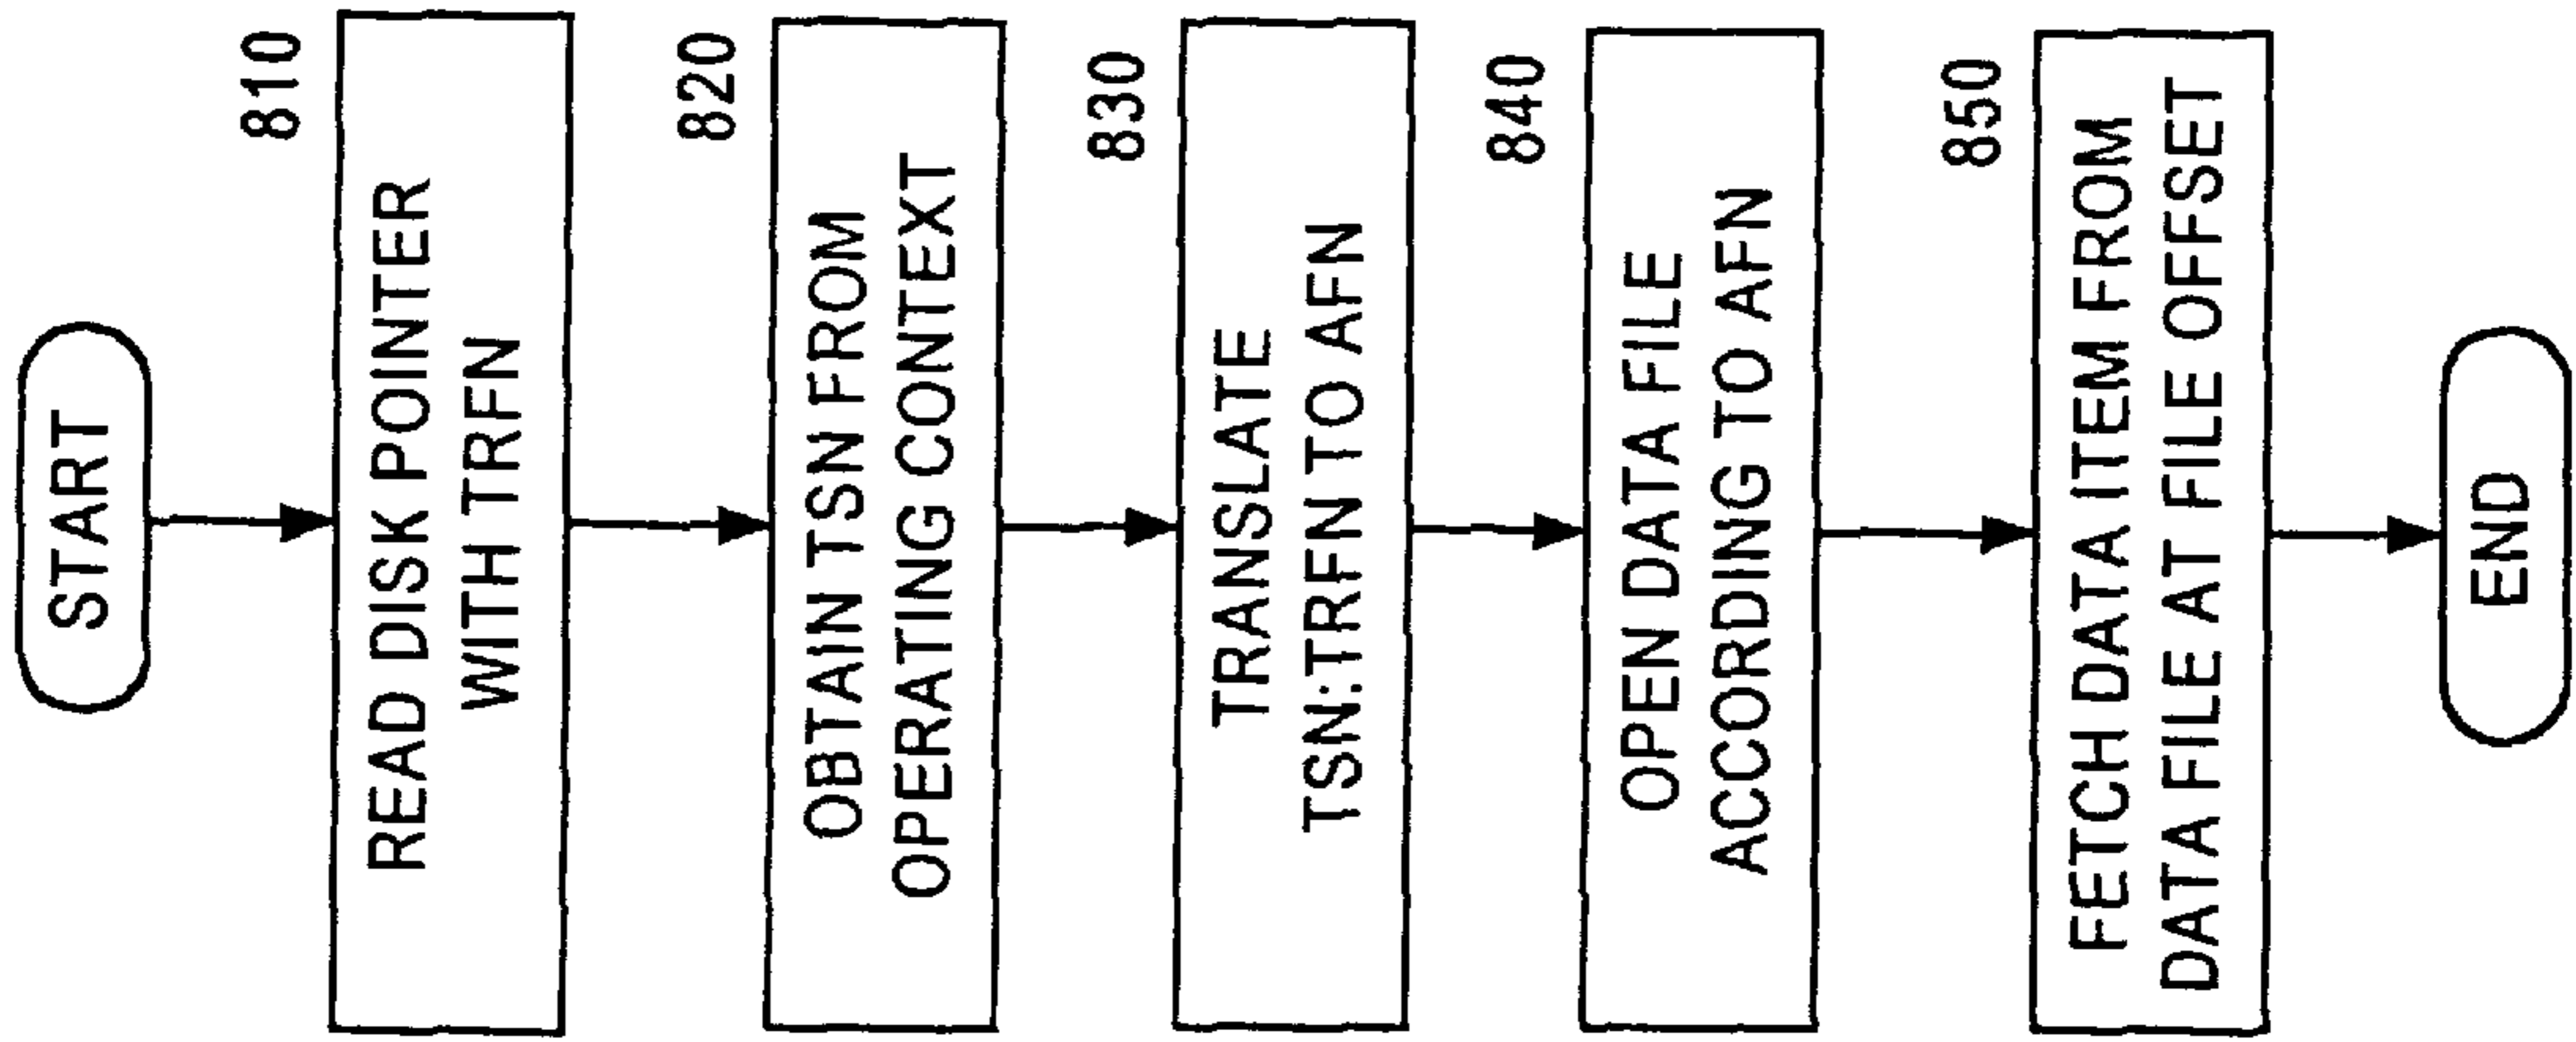 START
810
READ DISK POINTER
WITH TRFN
820
OBTAIN TSN FROM
OPERATING CONTEXT
830
TRANSLATE
TSN:TRFN TO AFN
840
OPEN DATA FILE
ACCORDING TO AFN
850
FETCH DATA ITEM FROM
DATA FILE AT FILE OFFSET
END